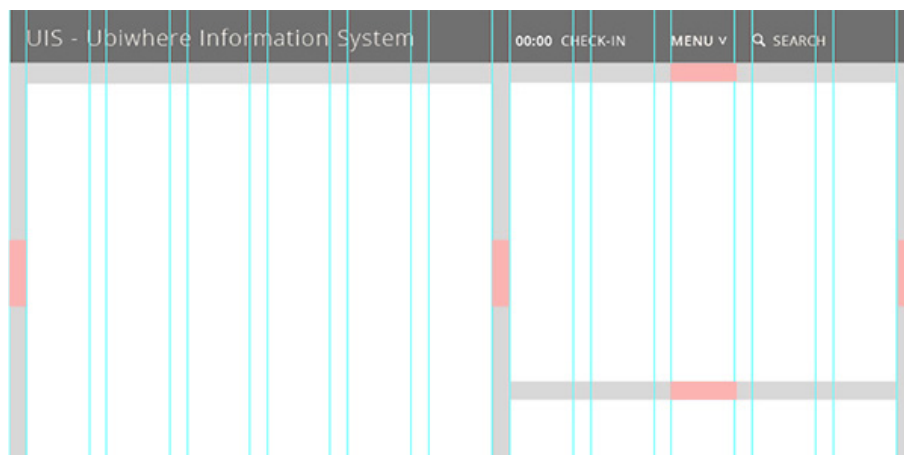 UIS - Ubiwhere Information System
00:00 CHECK-IN MENU SEARCH